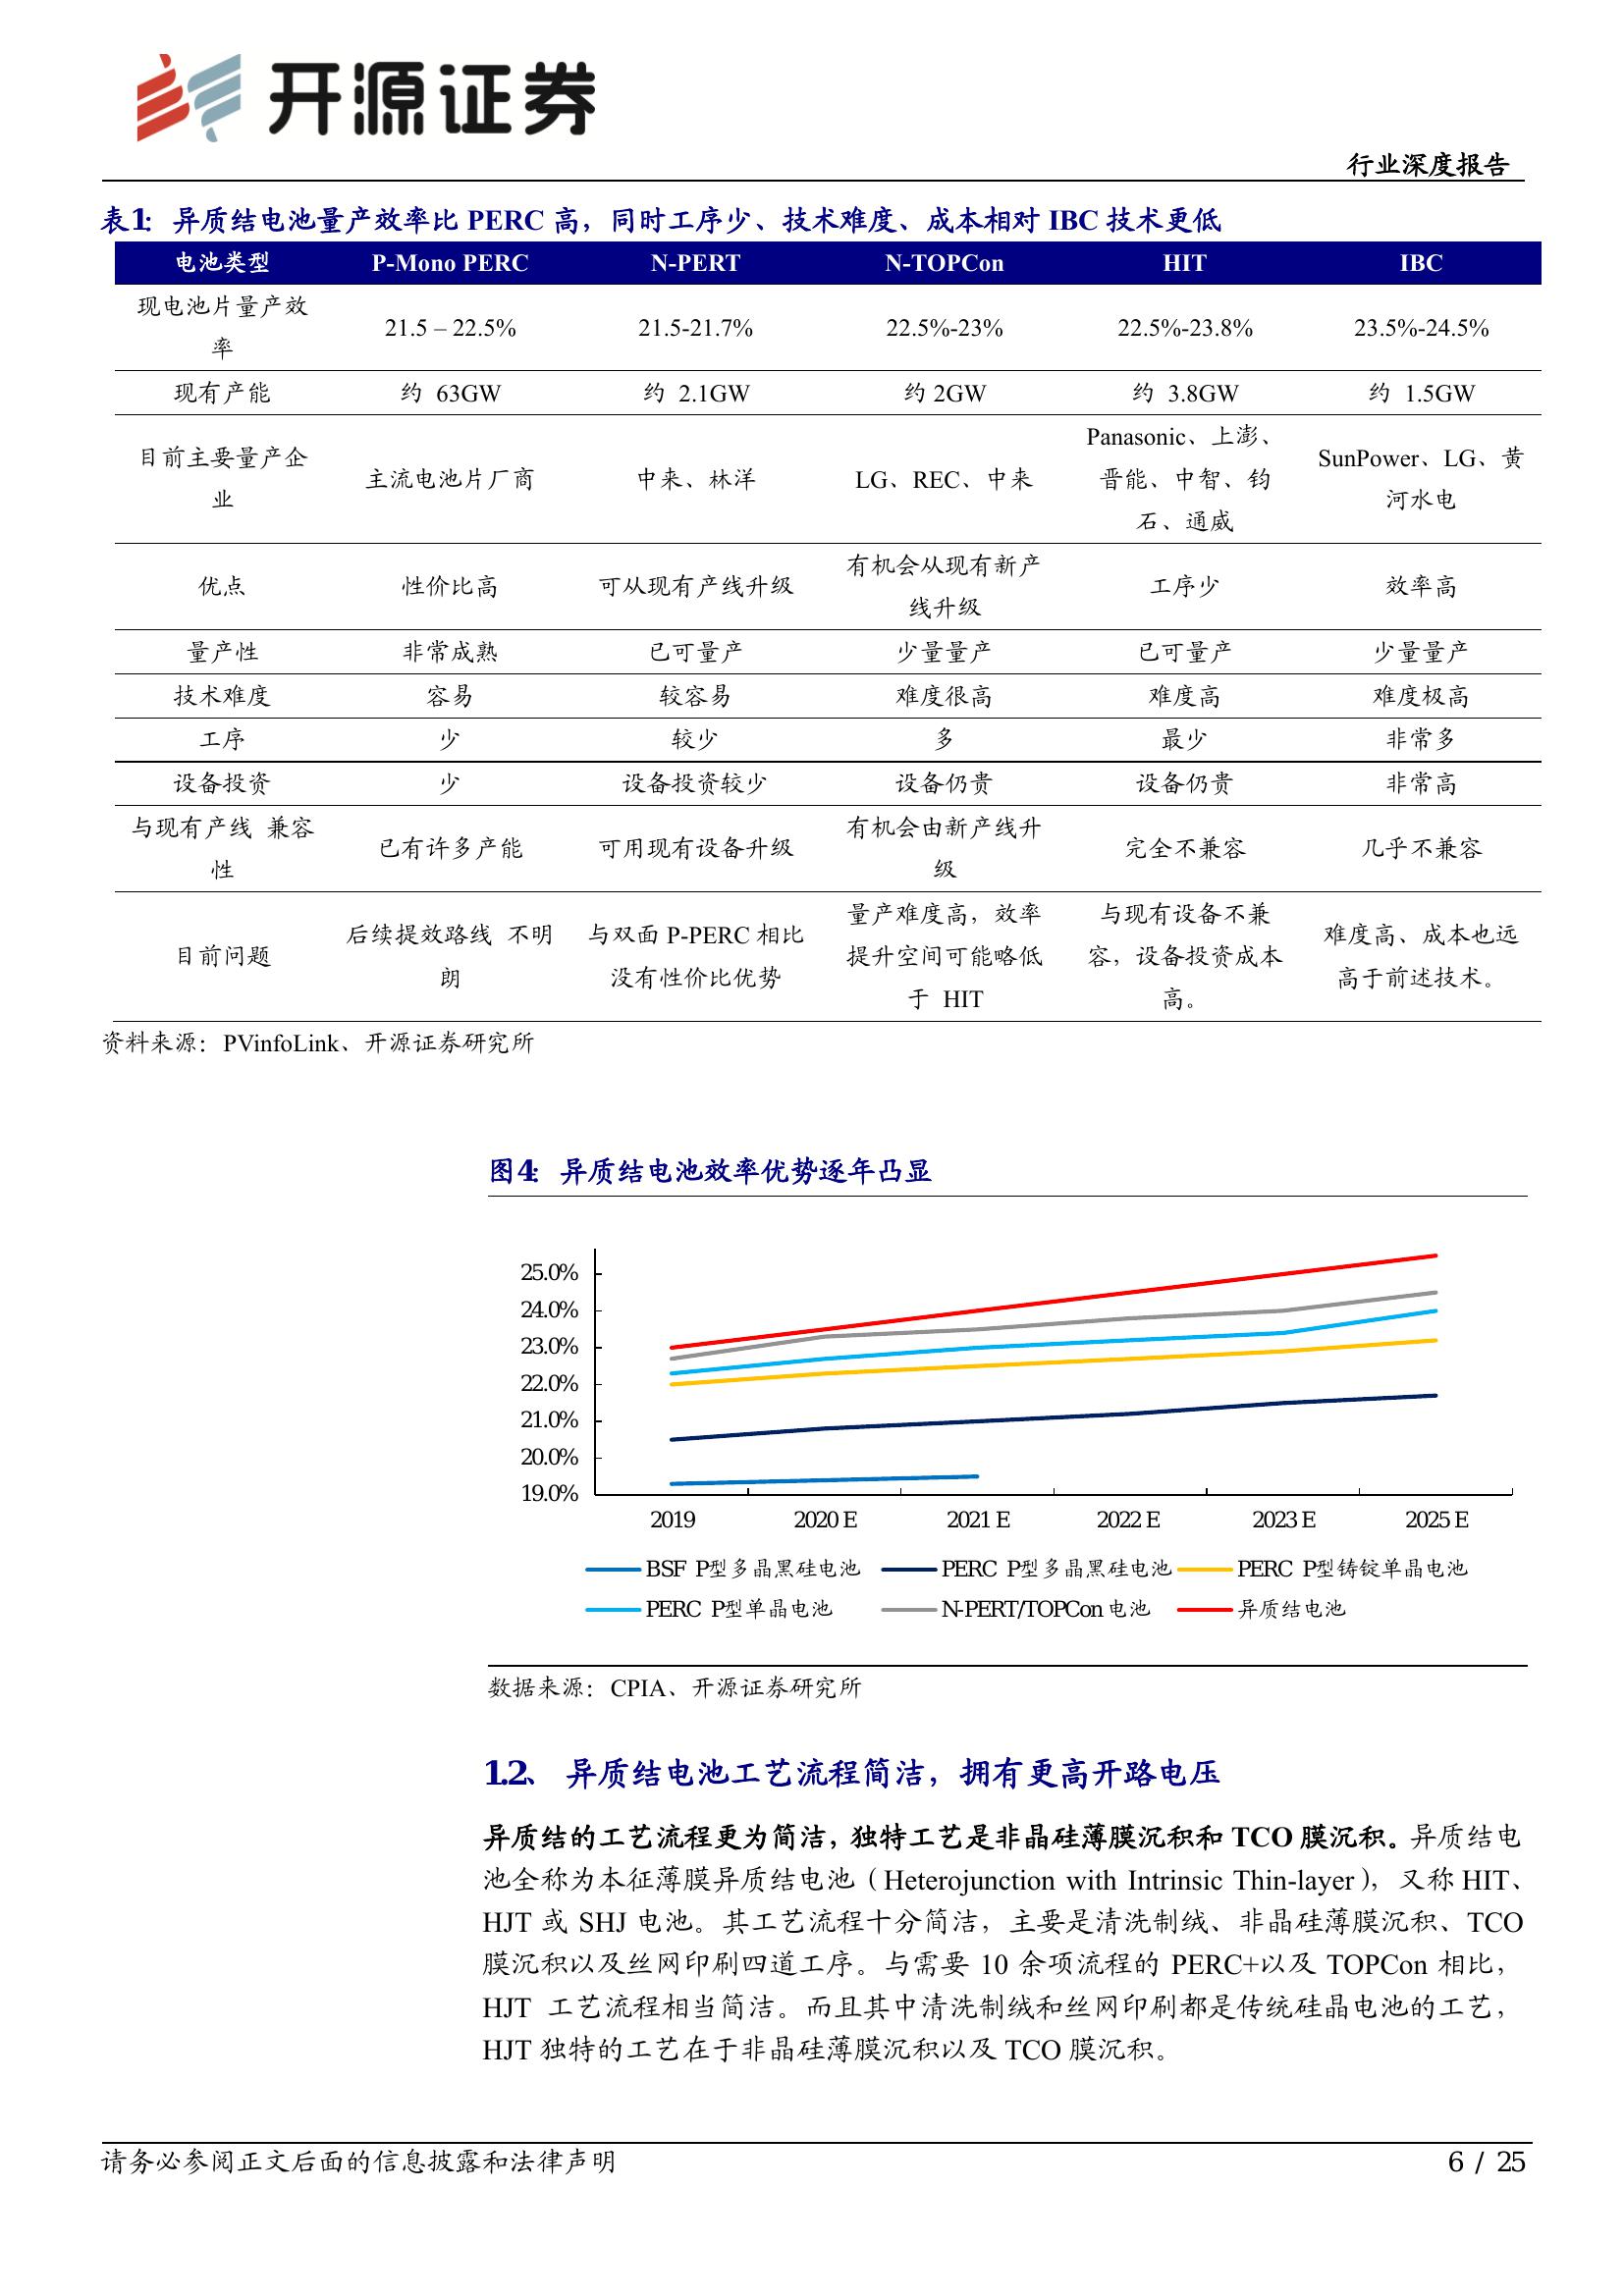 开源证券
行业深度报告
表1：异质结电池量产效率比 PERC 高，同时工序少、技术难度、成本相对 IBC 技术更低
电池类型 P-Mono PERC N-PERT N-TOPCon HIT IBC
现电池片量产效
率 21.5 – 22.5% 21.5-21.7% 22.5%-23% 22.5%-23.8% 23.5%-24.5%
现有产能 约 63GW 约 2.1GW 约 2GW 约 3.8GW 约 1.5GW
目前主要量产企
业
主流电池片厂商
中来、林洋
LG、REC、中来
Panasonic、上澎、
晋能、中智、钧
石、通威
SunPower、LG、黄
河水电
优点 性价比高 可从现有产线升级
有机会从现有新产
线升级
工序少 效率高
量产性 非常成熟 已可量产 少量量产 已可量产 少量量产
技术难度 容易 较容易 难度很高 难度高 难度极高
工序 少 较少 多 最少 非常多
设备投资 少 设备投资较少 设备仍贵 设备仍贵 非常高
与现有产线 兼容
性
已有许多产能 可用现有设备升级
有机会由新产线升
级
完全不兼容 几乎不兼容
目前问题
后续提效路线 不明
朗
与双面 P-PERC 相比
没有性价比优势
量产难度高，效率
提升空间可能略低
于 HIT
与现有设备不兼
容，设备投资成本
高。
难度高、成本也远
高于前述技术。
资料来源：PVinfoLink、开源证券研究所
图4：异质结电池效率优势逐年凸显
25.0%
24.0%
23.0%
22.0%
21.0%
20.0%
19.0%
2019 2020E 2021E 2022E 2023E 2025E
BSF P型多晶黑硅电池 PERC P型多晶黑硅电池 PERC P型铸锭单晶电池
PERC P型单晶电池 N-PERT/TOPCon电池 异质结电池
数据来源：CPIA、开源证券研究所
1.2、 异质结电池工艺流程简洁，拥有更高开路电压
异质结的工艺流程更为简洁，独特工艺是非晶硅薄膜沉积和 TCO 膜沉积。异质结电
池全称为本征薄膜异质结电池（Heterojunction with Intrinsic Thin-layer），又称 HIT、
HJT 或 SHJ 电池。其工艺流程十分简洁，主要是清洗制绒、非晶硅薄膜沉积、TCO
膜沉积以及丝网印刷四道工序。与需要 10 余项流程的 PERC+以及 TOPCon 相比，
HJT 工艺流程相当简洁。而且其中清洗制绒和丝网印刷都是传统硅晶电池的工艺，
HJT 独特的工艺在于非晶硅薄膜沉积以及 TCO 膜沉积。
请务必参阅正文后面的信息披露和法律声明 6 / 25